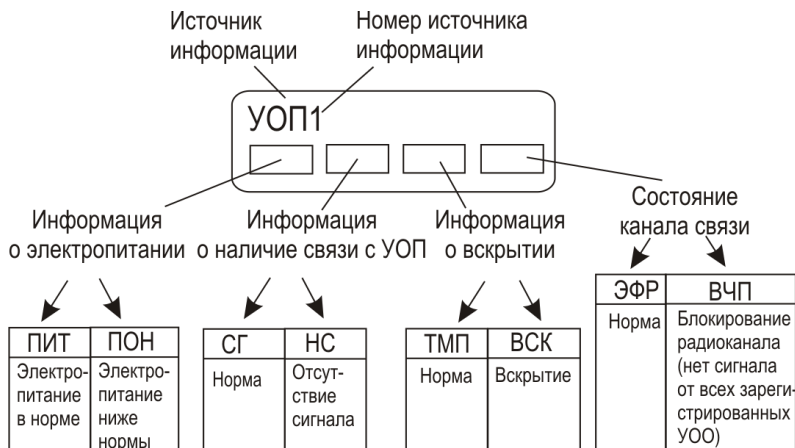 Источник
информации
Номер источника
информации
УОП1
Информация
о электропитании
Информация
о наличие связи с УОП
Информация
о вскрытии
Состояние
канала связи
ПИТ
Электро-
питание
в норме
ПОН
Электро-
питание
ниже
нормы
СГ
Норма
НС
Отсут-
ствие
сигнала
ТМП
Норма
ВСК
Вскрытие
ЭФР
Норма
ВЧП
Блокирование
радиоканала
(нет сигнала
от всех зареги-
стрированных
УОО)